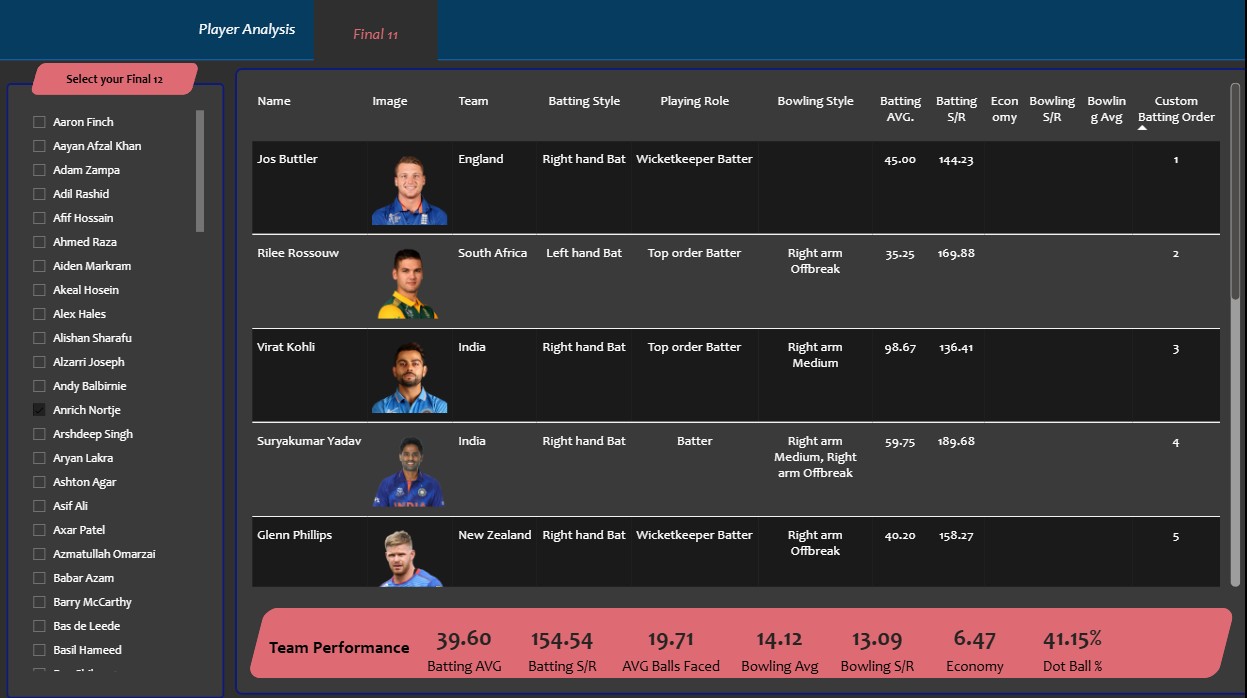 Player Analysis
Final 11
Select your Final 12
Aaron Finch
Aayan Afzal Khan
Adam Zampa
Adil Rashid
Afif Hossain
Ahmed Raza
Aiden Markram
Akeal Hosein
Alex Hales
Alishan Sharafu
Alzarri Joseph
Andy Balbirnie
Anrich Nortje
Arshdeep Singh
Aryan Lakra
Ashton Agar
Asif Ali
Axar Patel
Azmatullah Omarzai
Babar Azam
Barry McCarthy
Bas de Leede
Basil Hameed
Name Image Team Batting Style Playing Role Bowling Style Batting AVG. Batting S/R Econ omy Bowling S/R Bowlin g Avg Custom Batting Order
Jos Buttler England Right hand Bat Wicketkeeper Batter 45.00 144.23 1
Rilee Rossouw South Africa Left hand Bat Top order Batter Right arm Offbreak 35.25 169.88 2
Virat Kohli India Right hand Bat Top order Batter Right arm Medium 98.67 136.41 3
Suryakumar Yadav India Right hand Bat Batter Right arm Medium, Right arm Offbreak 59.75 189.68 4
INDIA
Glenn Phillips New Zealand Right hand Bat Wicketkeeper Batter Right arm Offbreak 40.20 158.27 5
Team Performance
39.60 154.54 19.71 14.12 13.09 6.47 41.15%
Batting AVG Batting S/R AVG Balls Faced Bowling Avg Bowling S/R Economy Dot Ball %